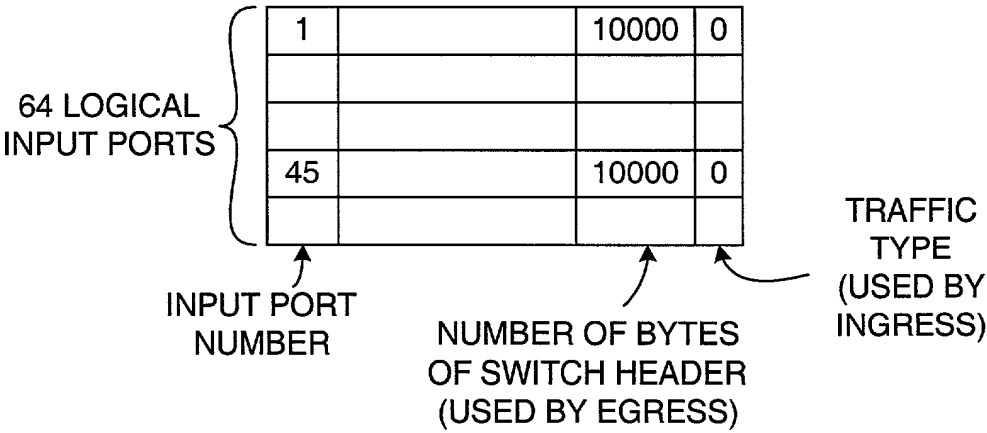 1 10000 0
64 LOGICAL
INPUT PORTS
45 10000 0
INPUT PORT
NUMBER
NUMBER OF BYTES
OF SWITCH HEADER
(USED BY EGRESS)
TRAFFIC
TYPE
(USED BY
INGRESS)